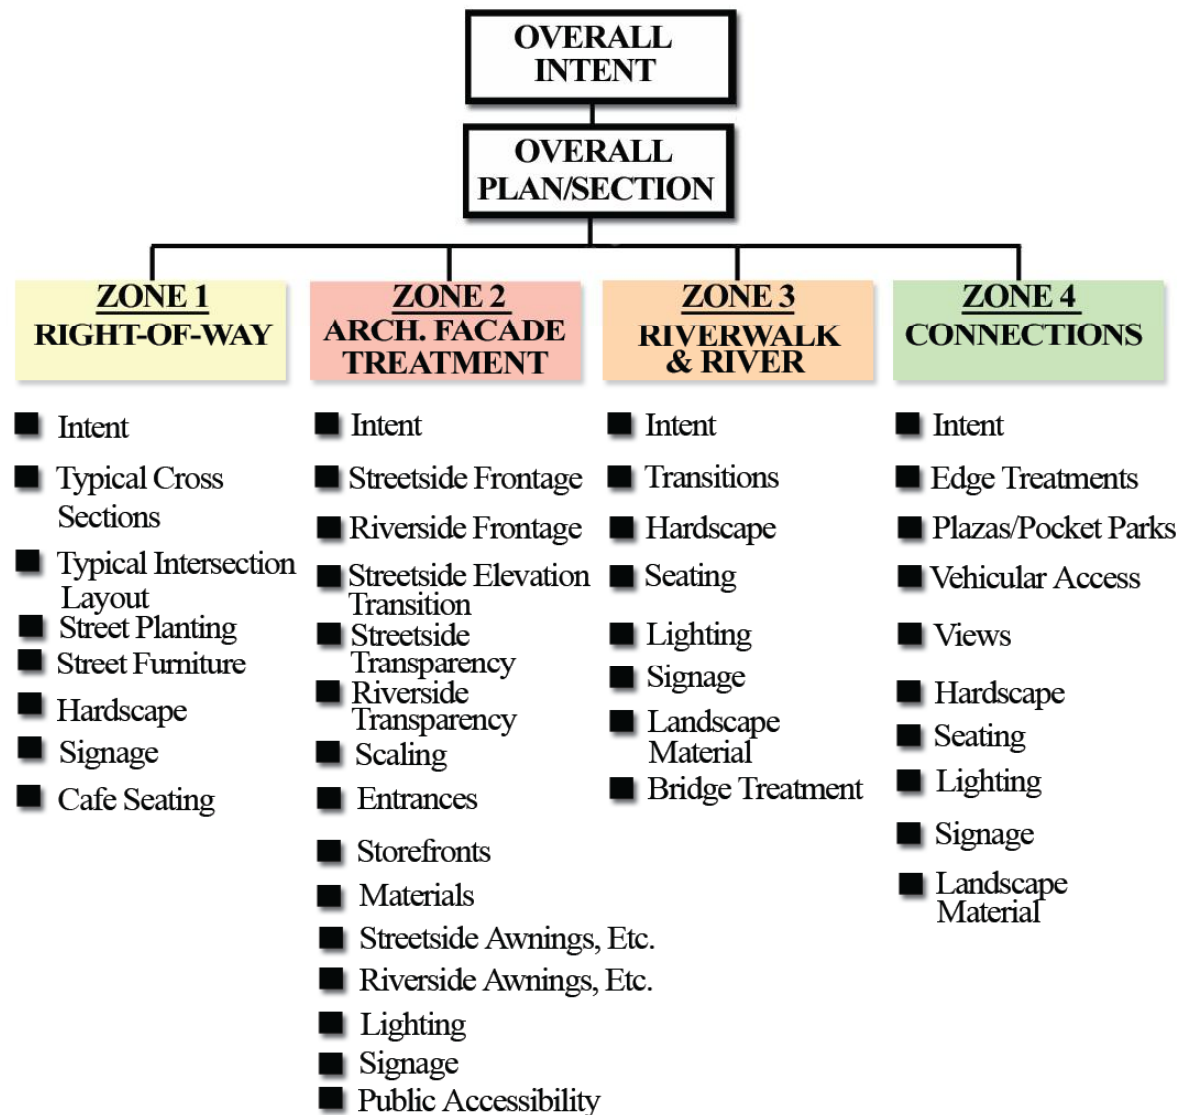 OVERALL
INTENT
OVERALL
PLAN/SECTION
ZONE 1
RIGHT-OF-WAY
Intent
Typical Cross
Sections
Typical Intersection
Layout
Street Planting
Street Furniture
Hardscape
Signage
Cafe Seating
ZONE 2
ARCH. FACADE
TREATMENT
Intent
Streetside Frontage
Riverside Frontage
Streetside Elevation
Transition
Streetside
Transparency
Riverside
Transparency
Scaling
Entrances
Storefronts
Materials
Streetside Awnings, Etc.
Riverside Awnings, Etc.
Lighting
Signage
Public Accessibility
ZONE 3
RIVERWALK
& RIVER
Intent
Transitions
Hardscape
Seating
Lighting
Signage
Landscape
Material
Bridge Treatment
ZONE 4
CONNECTIONS
Intent
Edge Treatments
Plazas/Pocket Parks
Vehicular Access
Views
Hardscape
Seating
Lighting
Signage
Landscape
Material